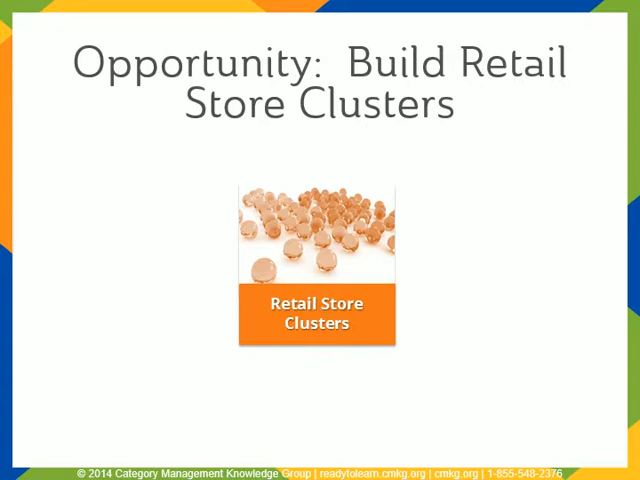 Opportunity:  Build Retail
Store Clusters
Retail Store
Clusters
© 2014 Category Management Knowledge Group | readytolearn.cmkg.org | cmkg.org | 1-855-548-2376